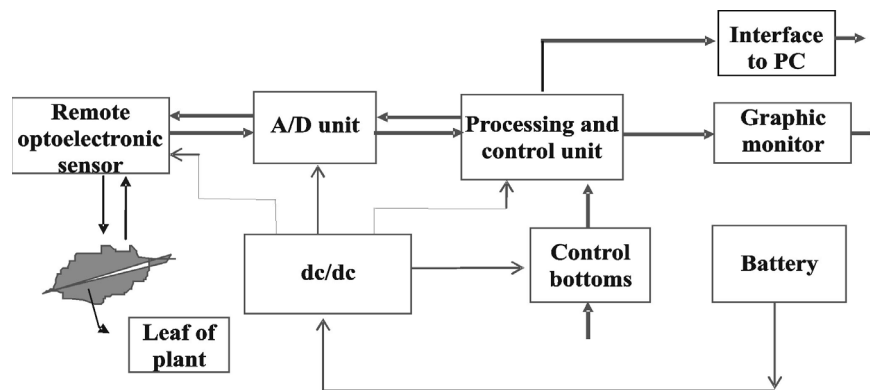 Interface
to PC
Remote
optoelectronic
sensor
A/D unit
Processing and
control unit
Graphic
monitor
dc/dc
Control
bottoms
Battery
Leaf of
plant